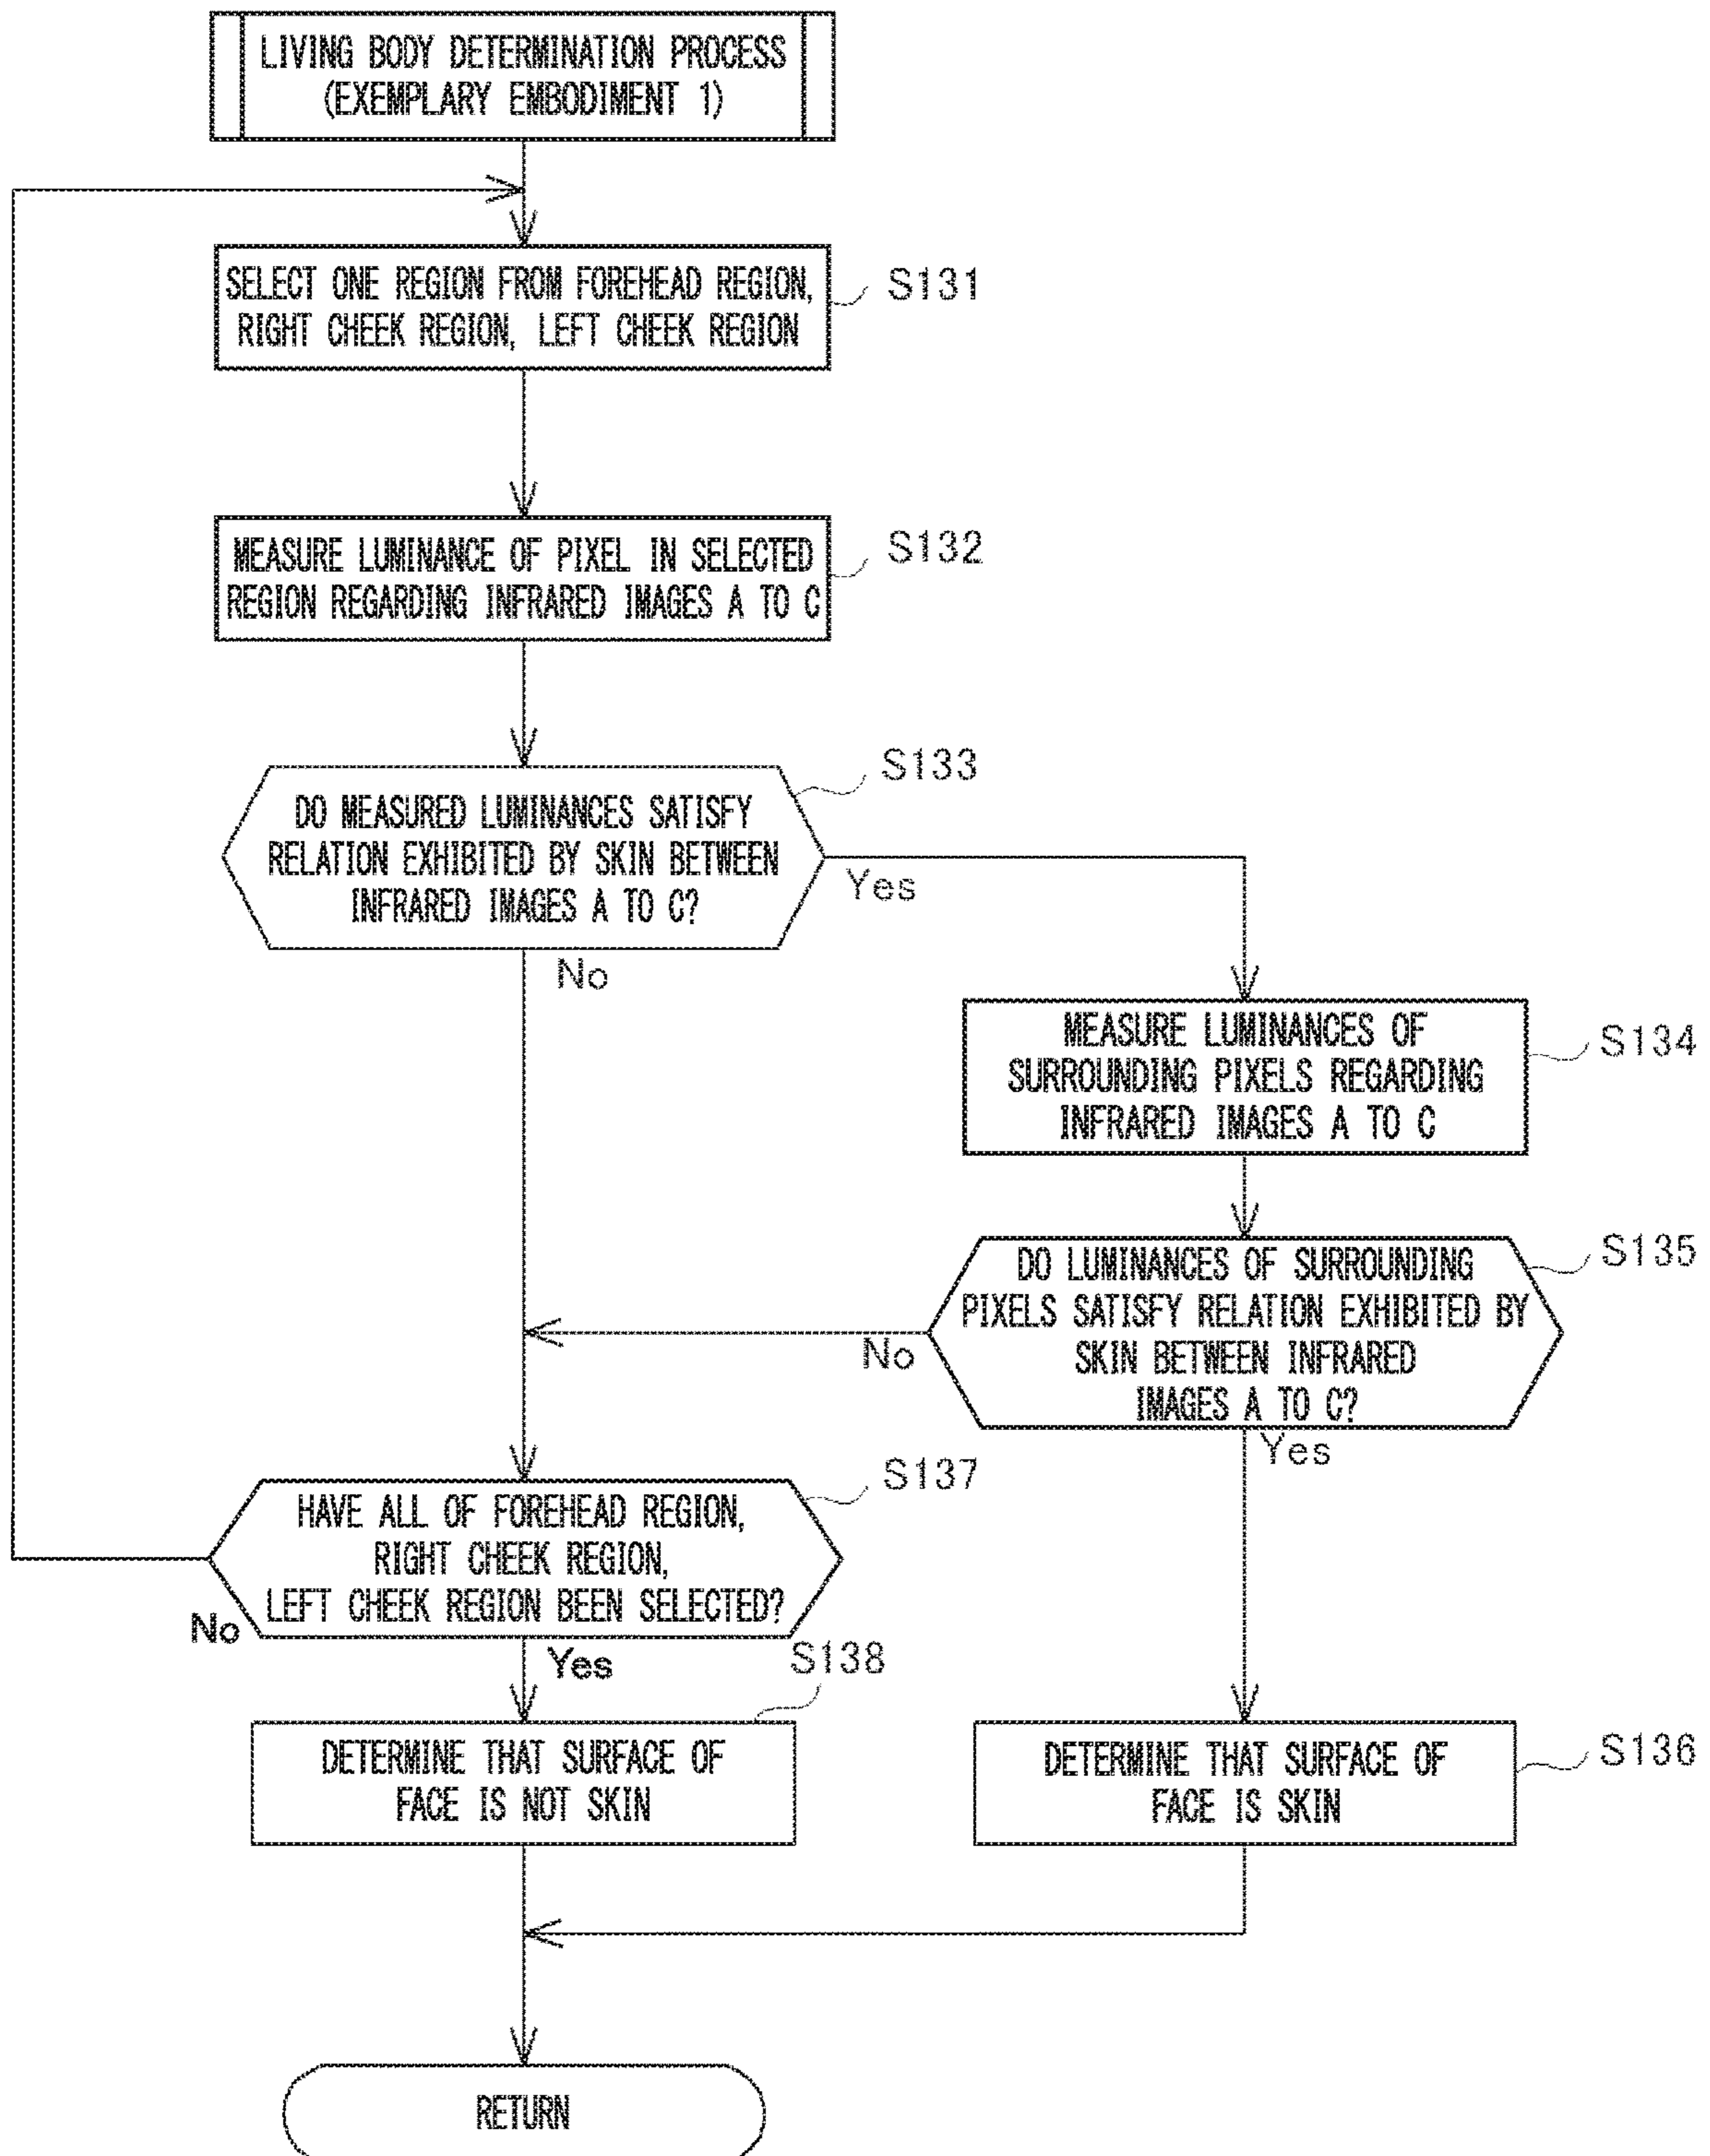 LIVING BODY DETERMINATION PROCESS
(EXEMPLARY EMBODIMENT 1)
SELECT ONE REGION FROM FOREHEAD REGION,
RIGHT CHEEK REGION, LEFT CHEEK REGION
S131
MEASURE LUMINANCE OF PIXEL IN SELECTED
REGION REGARDING INFRARED IMAGES A TO C
S132
DO MEASURED LUMINANCES SATISFY
RELATION EXHIBITED BY SKIN BETWEEN
INFRARED IMAGES A TO C?
S133
Yes
No
MEASURE LUMINANCES OF
SURROUNDING PIXELS REGARDING
INFRARED IMAGES A TO C
S134
DO LUMINANCES OF SURROUNDING
PIXELS SATISFY RELATION EXHIBITED BY
SKIN BETWEEN INFRARED
IMAGES A TO C?
S135
No
Yes
HAVE ALL OF FOREHEAD REGION,
RIGHT CHEEK REGION,
LEFT CHEEK REGION BEEN SELECTED?
S137
No
Yes
DETERMINE THAT SURFACE OF
FACE IS NOT SKIN
S138
DETERMINE THAT SURFACE OF
FACE IS SKIN
S136
RETURN